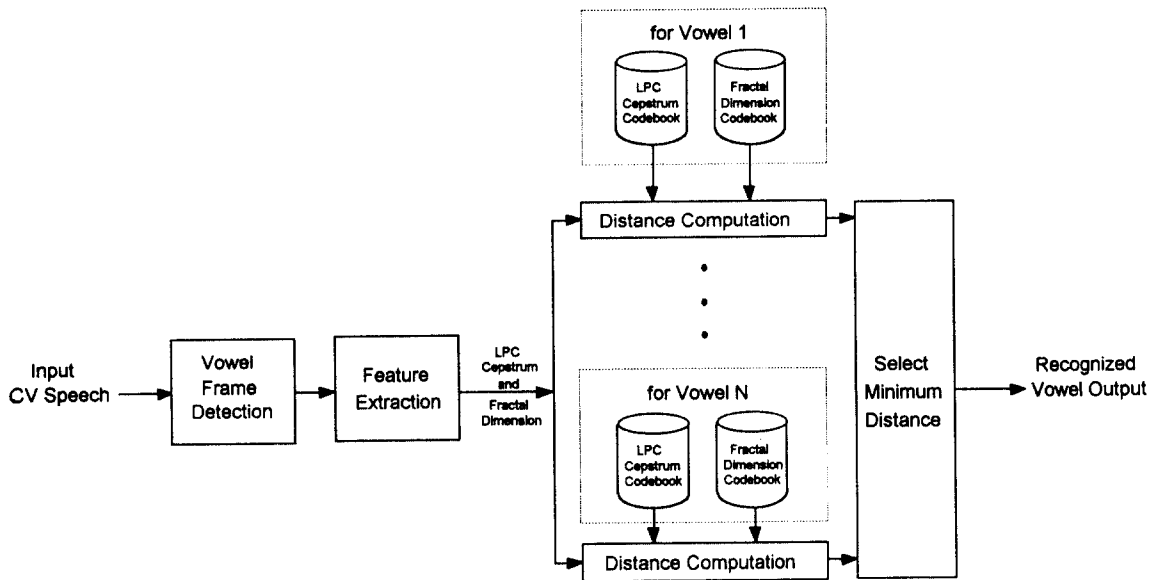 for Vowel 1
LPC
Cepstrum
Codebook
Fractal
Dimension
Codebook
Distance Computation
Input
CV Speech
Vowel
Frame
Detection
Feature
Extraction
LPC
Cepstrum
and
Fractal
Dimension
for Vowel N
LPC
Cepstrum
Codebook
Fractal
Dimension
Codebook
Distance Computation
Select
Minimum
Distance
Recognized
Vowel Output